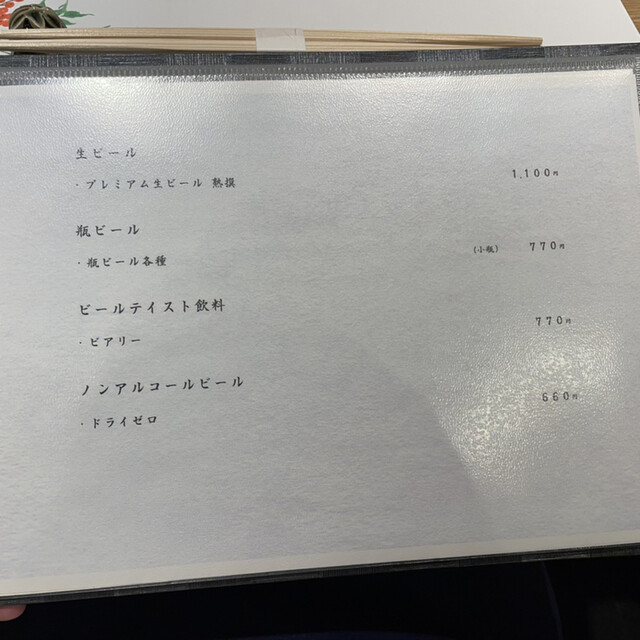 生ビール
・プレミアム生ビール 熟撰 1,100円
瓶ビール
・瓶ビール各種 (小瓶) 770円
ビールテイスト飲料
・ビアリー 770円
ノンアルコールビール
・ドライゼロ 660円